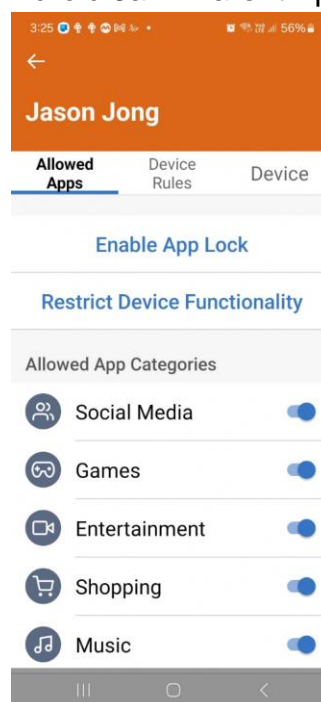 3:25 56%
Jason Jong
Allowed Apps
Device Rules
Device
Enable App Lock
Restrict Device Functionality
Allowed App Categories
Social Media
Games
Entertainment
Shopping
Music